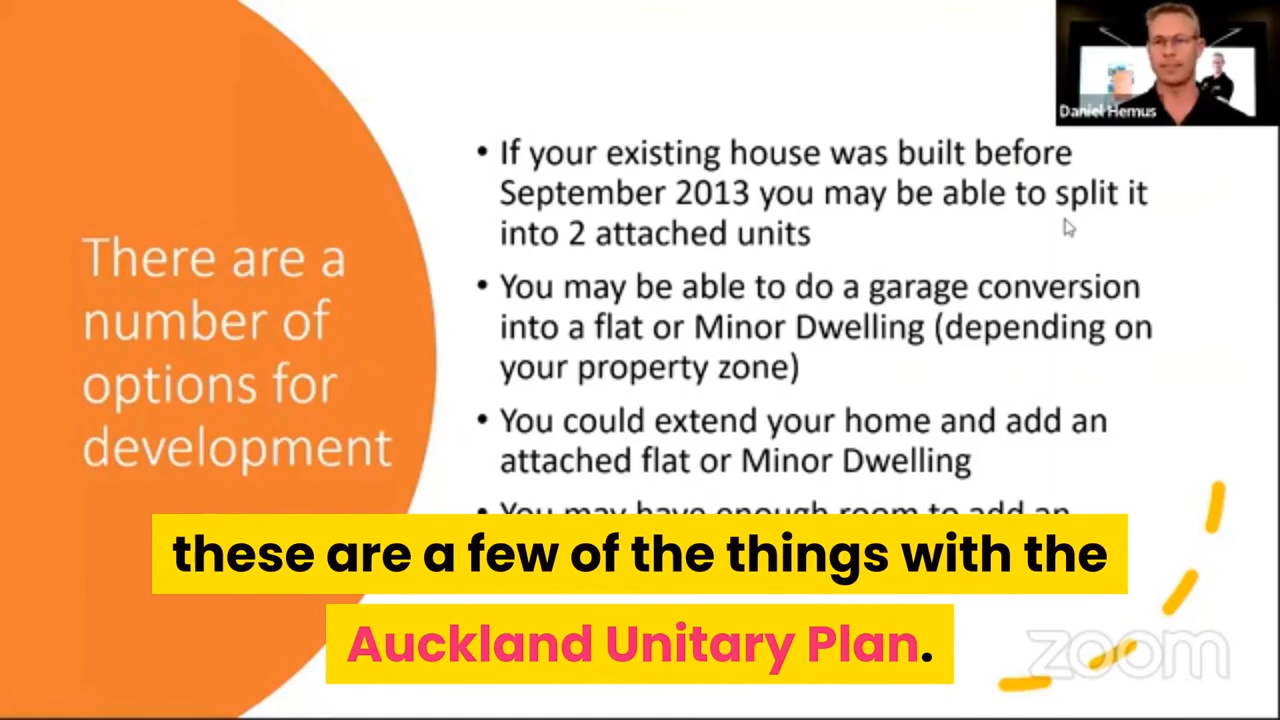 Daniel Hemus
There are a
number of
options for
development
• If your existing house was built before
September 2013 you may be able to split it
into 2 attached units
• You may be able to do a garage conversion
into a flat or Minor Dwelling (depending on
your property zone)
• You could extend your home and add an
attached flat or Minor Dwelling
• You may have enough room to add an
these are a few of the things with the
Auckland Unitary Plan.
zoom